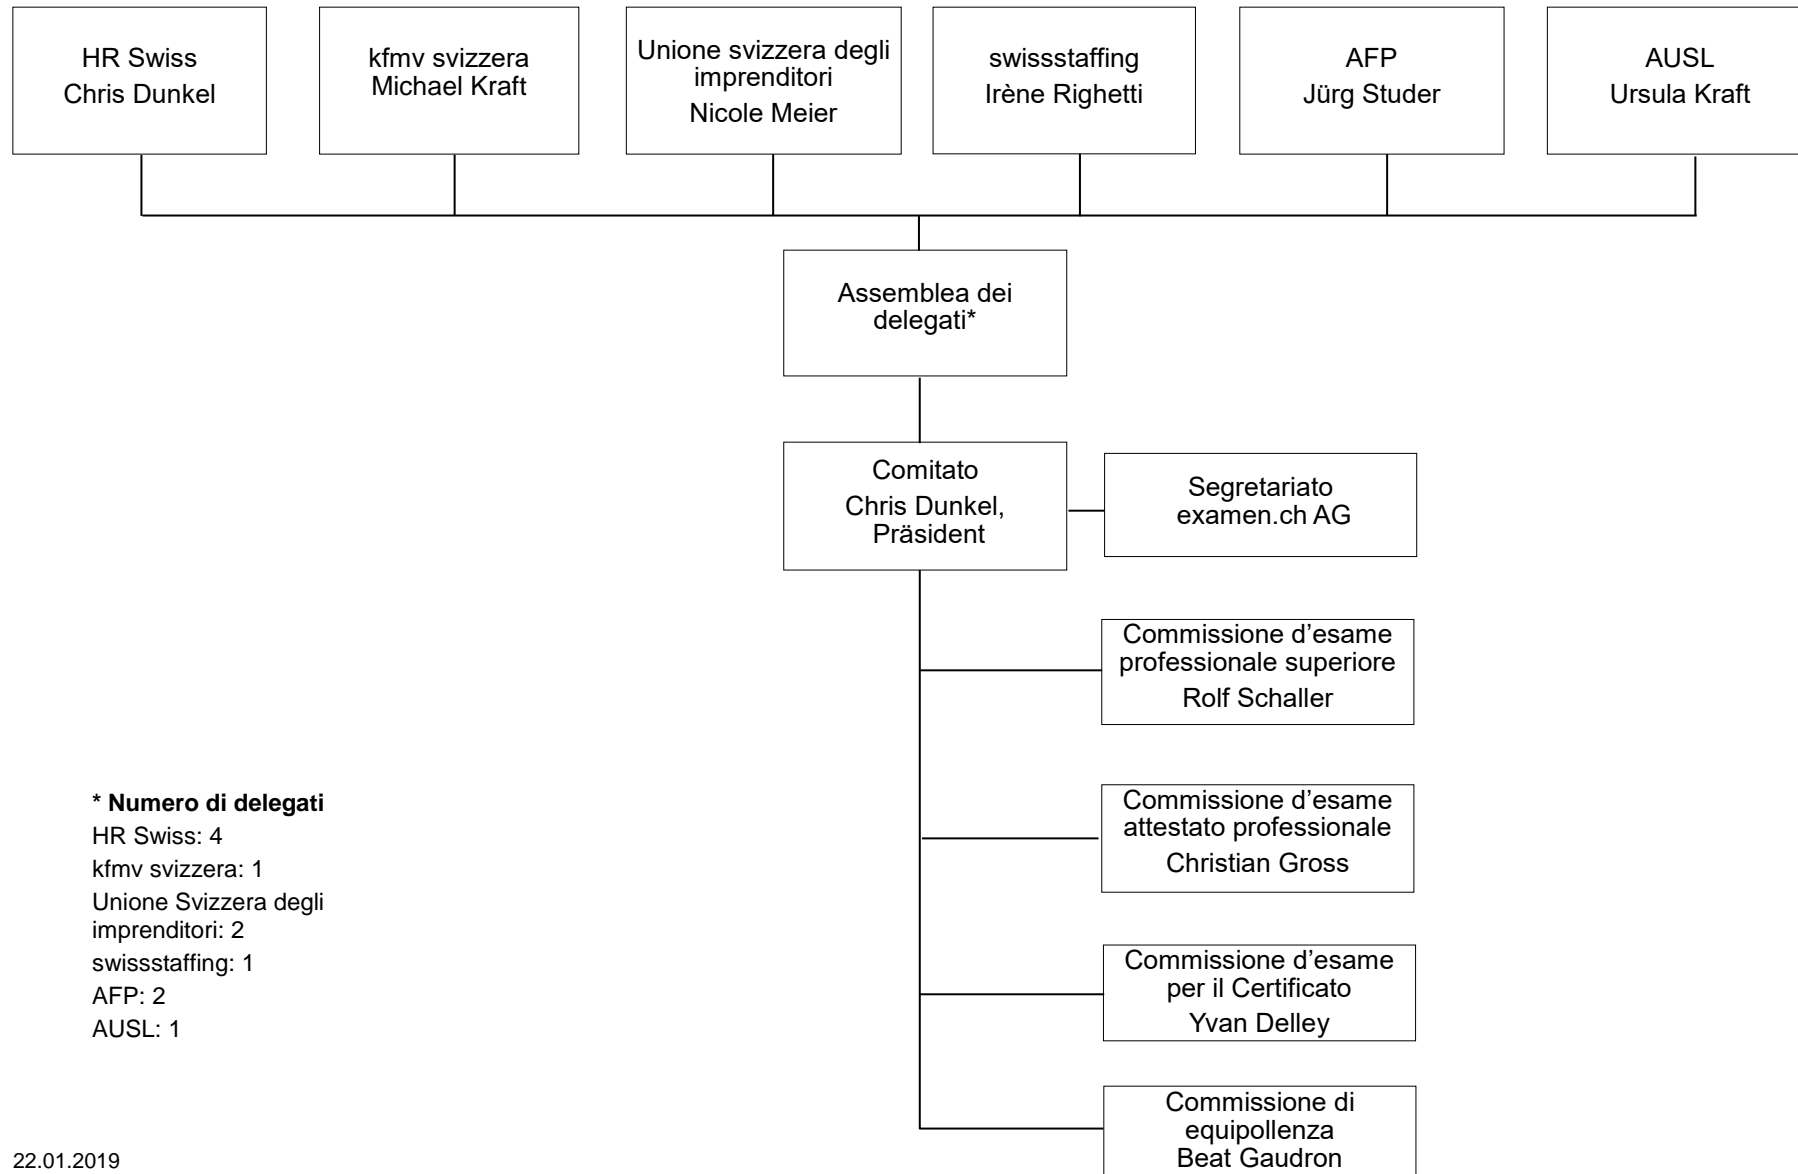 HR Swiss
Chris Dunkel
kfmv svizzera
Michael Kraft
Unione svizzera degli
imprenditori
Nicole Meier
swissstaffing
Irène Righetti
AFP
Jürg Studer
AUSL
Ursula Kraft
Assemblea dei
delegati*
Comitato
Chris Dunkel,
Präsident
Segretariato
examen.ch AG
Commissione d’esame
professionale superiore
Rolf Schaller
Commissione d’esame
attestato professionale
Christian Gross
Commissione d’esame
per il Certificato
Yvan Delley
Commissione di
equipollenza
Beat Gaudron
* Numero di delegati
HR Swiss: 4
kfmv svizzera: 1
Unione Svizzera degli
imprenditori: 2
swissstaffing: 1
AFP: 2
AUSL: 1
22.01.2019